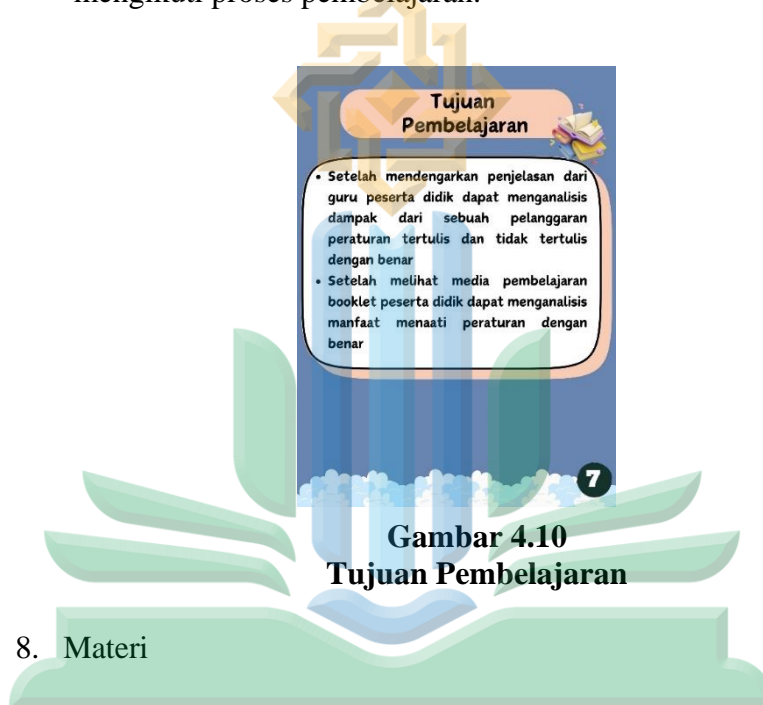 mengikuti proses pembelajaran.
Tujuan
Pembelajaran
• Setelah mendengarkan penjelasan dari
guru peserta didik dapat menganalisis
dampak dari sebuah pelanggaran
peraturan tertulis dan tidak tertulis
dengan benar
• Setelah melihat media pembelajaran
booklet peserta didik dapat menganalisis
manfaat menaati peraturan dengan
benar
7
Gambar 4.10
Tujuan Pembelajaran
8. Materi